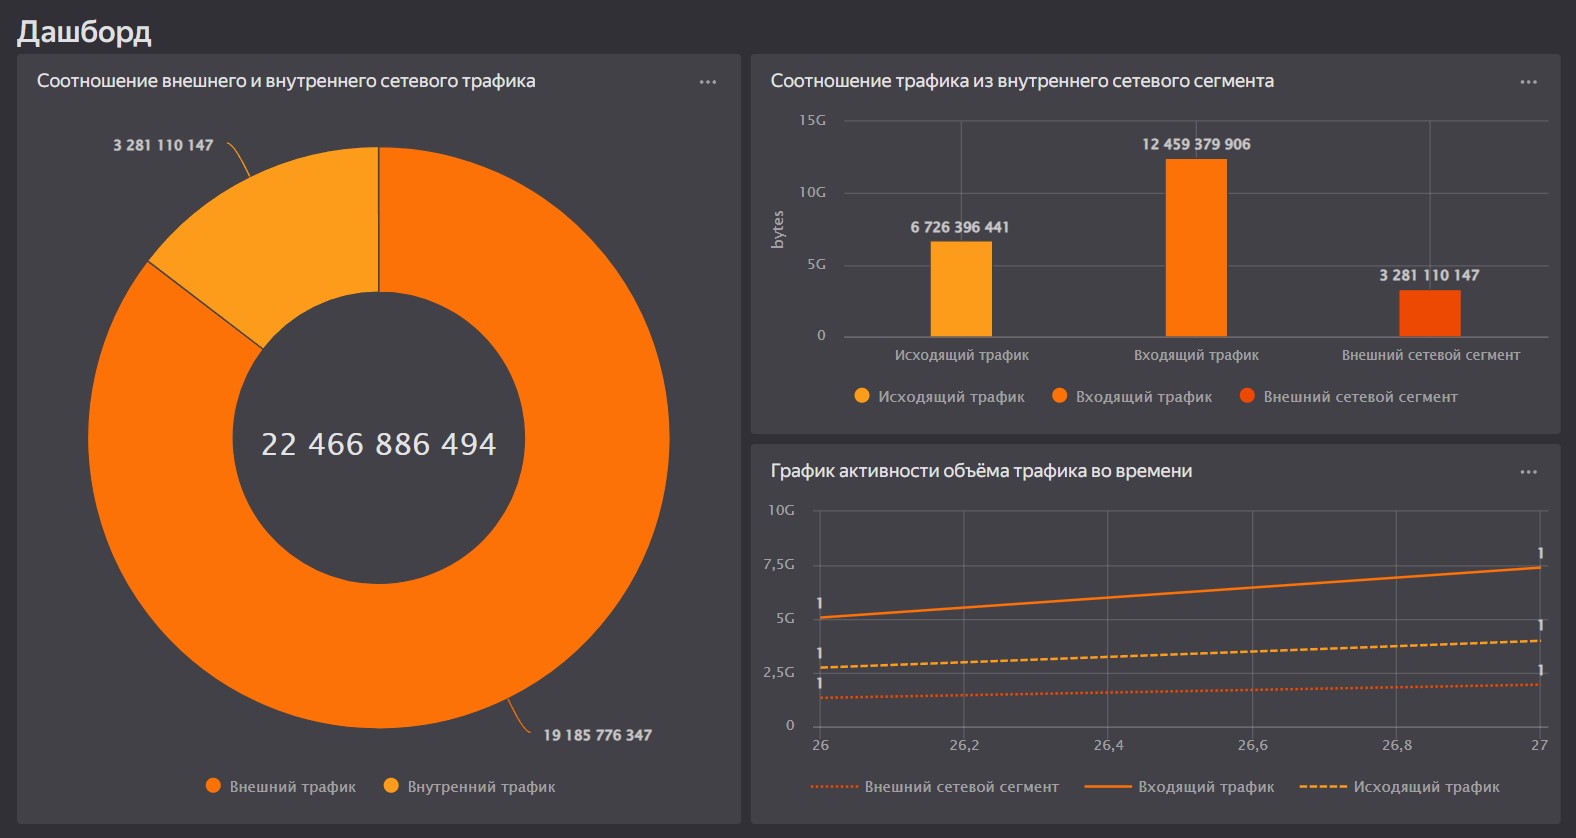 Дашборд
Соотношение внешнего и внутреннего сетевого трафика
3 281 110 147
22 466 886 494
19 185 776 347
Внешний трафик
Внутренний трафик
Соотношение трафика из внутреннего сетевого сегмента
15G
10G
5G
0
bytes
6 726 396 441
12 459 379 906
3 281 110 147
Исходящий трафик
Входящий трафик
Внешний сетевой сегмент
Исходящий трафик
Входящий трафик
Внешний сетевой сегмент
График активности объёма трафика во времени
10G
7,5G
5G
2,5G
0
1
1
1
1
1
1
26
26,2
26,4
26,6
26,8
27
Внешний сетевой сегмент
Входящий трафик
Исходящий трафик